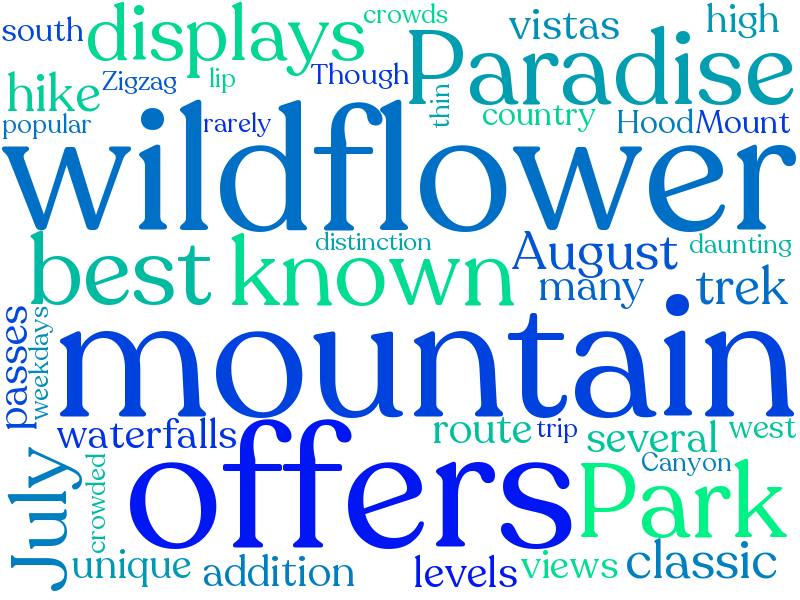 south
displays
crowds
vistas
high
hike
Zigzag
lip
Though
Paradise
popular
rarely
thin
country
Hood
Mount
wildflower
best
known
distinction
August
daunting
many
trek
passes
weekdays
mountain
waterfalls
route
trip
several
west
July
crowded
offers
Park
Canyon
unique
addition
levels
views
classic